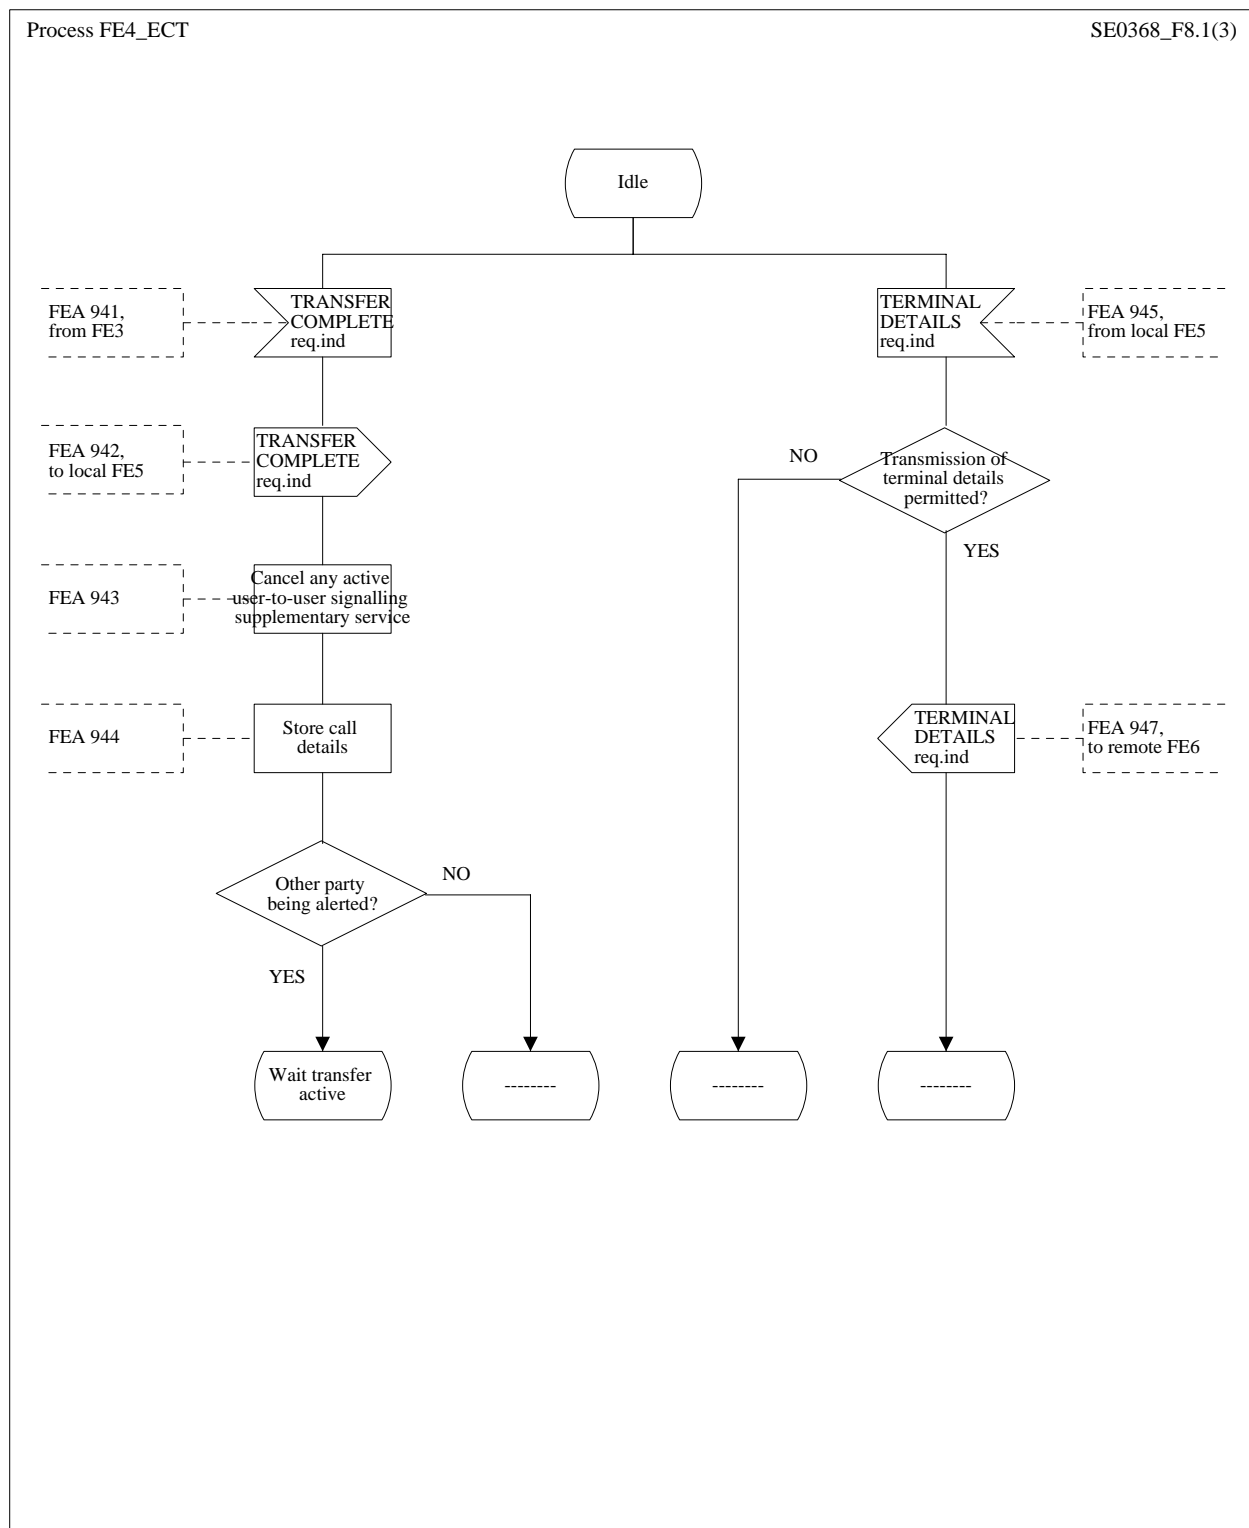 Process FE4_ECT
SE0368_F8.1(3)
Idle
FEA 941,
from FE3
TRANSFER
COMPLETE
req.ind
TERMINAL
DETAILS
req.ind
FEA 945,
from local FE5
FEA 942,
to local FE5
TRANSFER
COMPLETE
req.ind
NO
Transmission of
terminal details
permitted?
YES
FEA 943
Cancel any active
user-to-user signalling
supplementary service
FEA 944
Store call
details
TERMINAL
DETAILS
req.ind
FEA 947,
to remote FE6
Other party
being alerted?
NO
YES
Wait transfer
active
--------
--------
--------